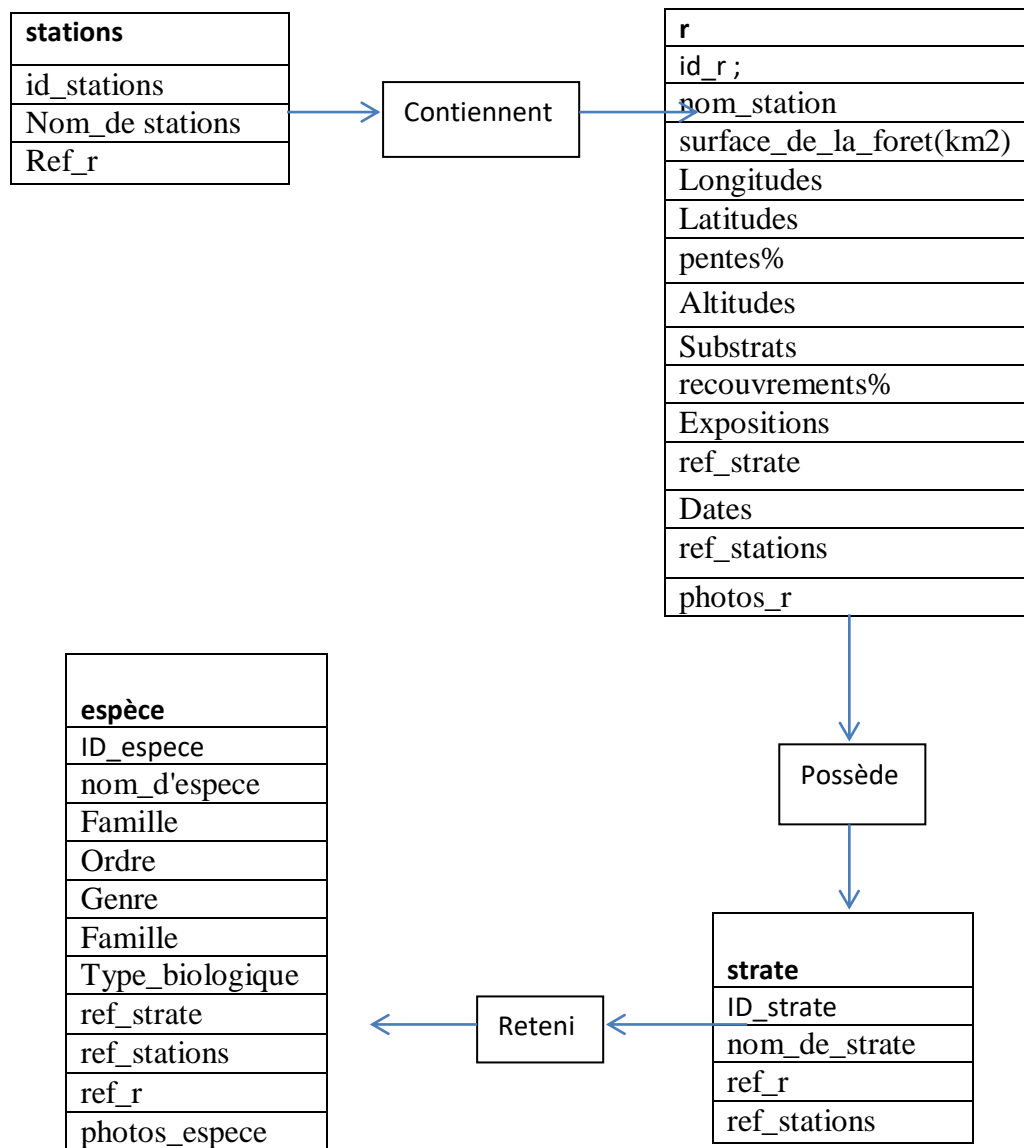 stations
id_stations
Nom_de stations
Ref_r
Contiennent
r
id_r ;
nom_station
surface_de_la_foret(km2)
Longitudes
Latitudes
pentes%
Altitudes
Substrats
recouvrements%
Expositions
ref_strate
Dates
ref_stations
photos_r
Possède
strate
ID_strate
nom_de_strate
ref_r
ref_stations
Reteni
espèce
ID_espece
nom_d'espece
Famille
Ordre
Genre
Famille
Type_biologique
ref_strate
ref_stations
ref_r
photos_espece